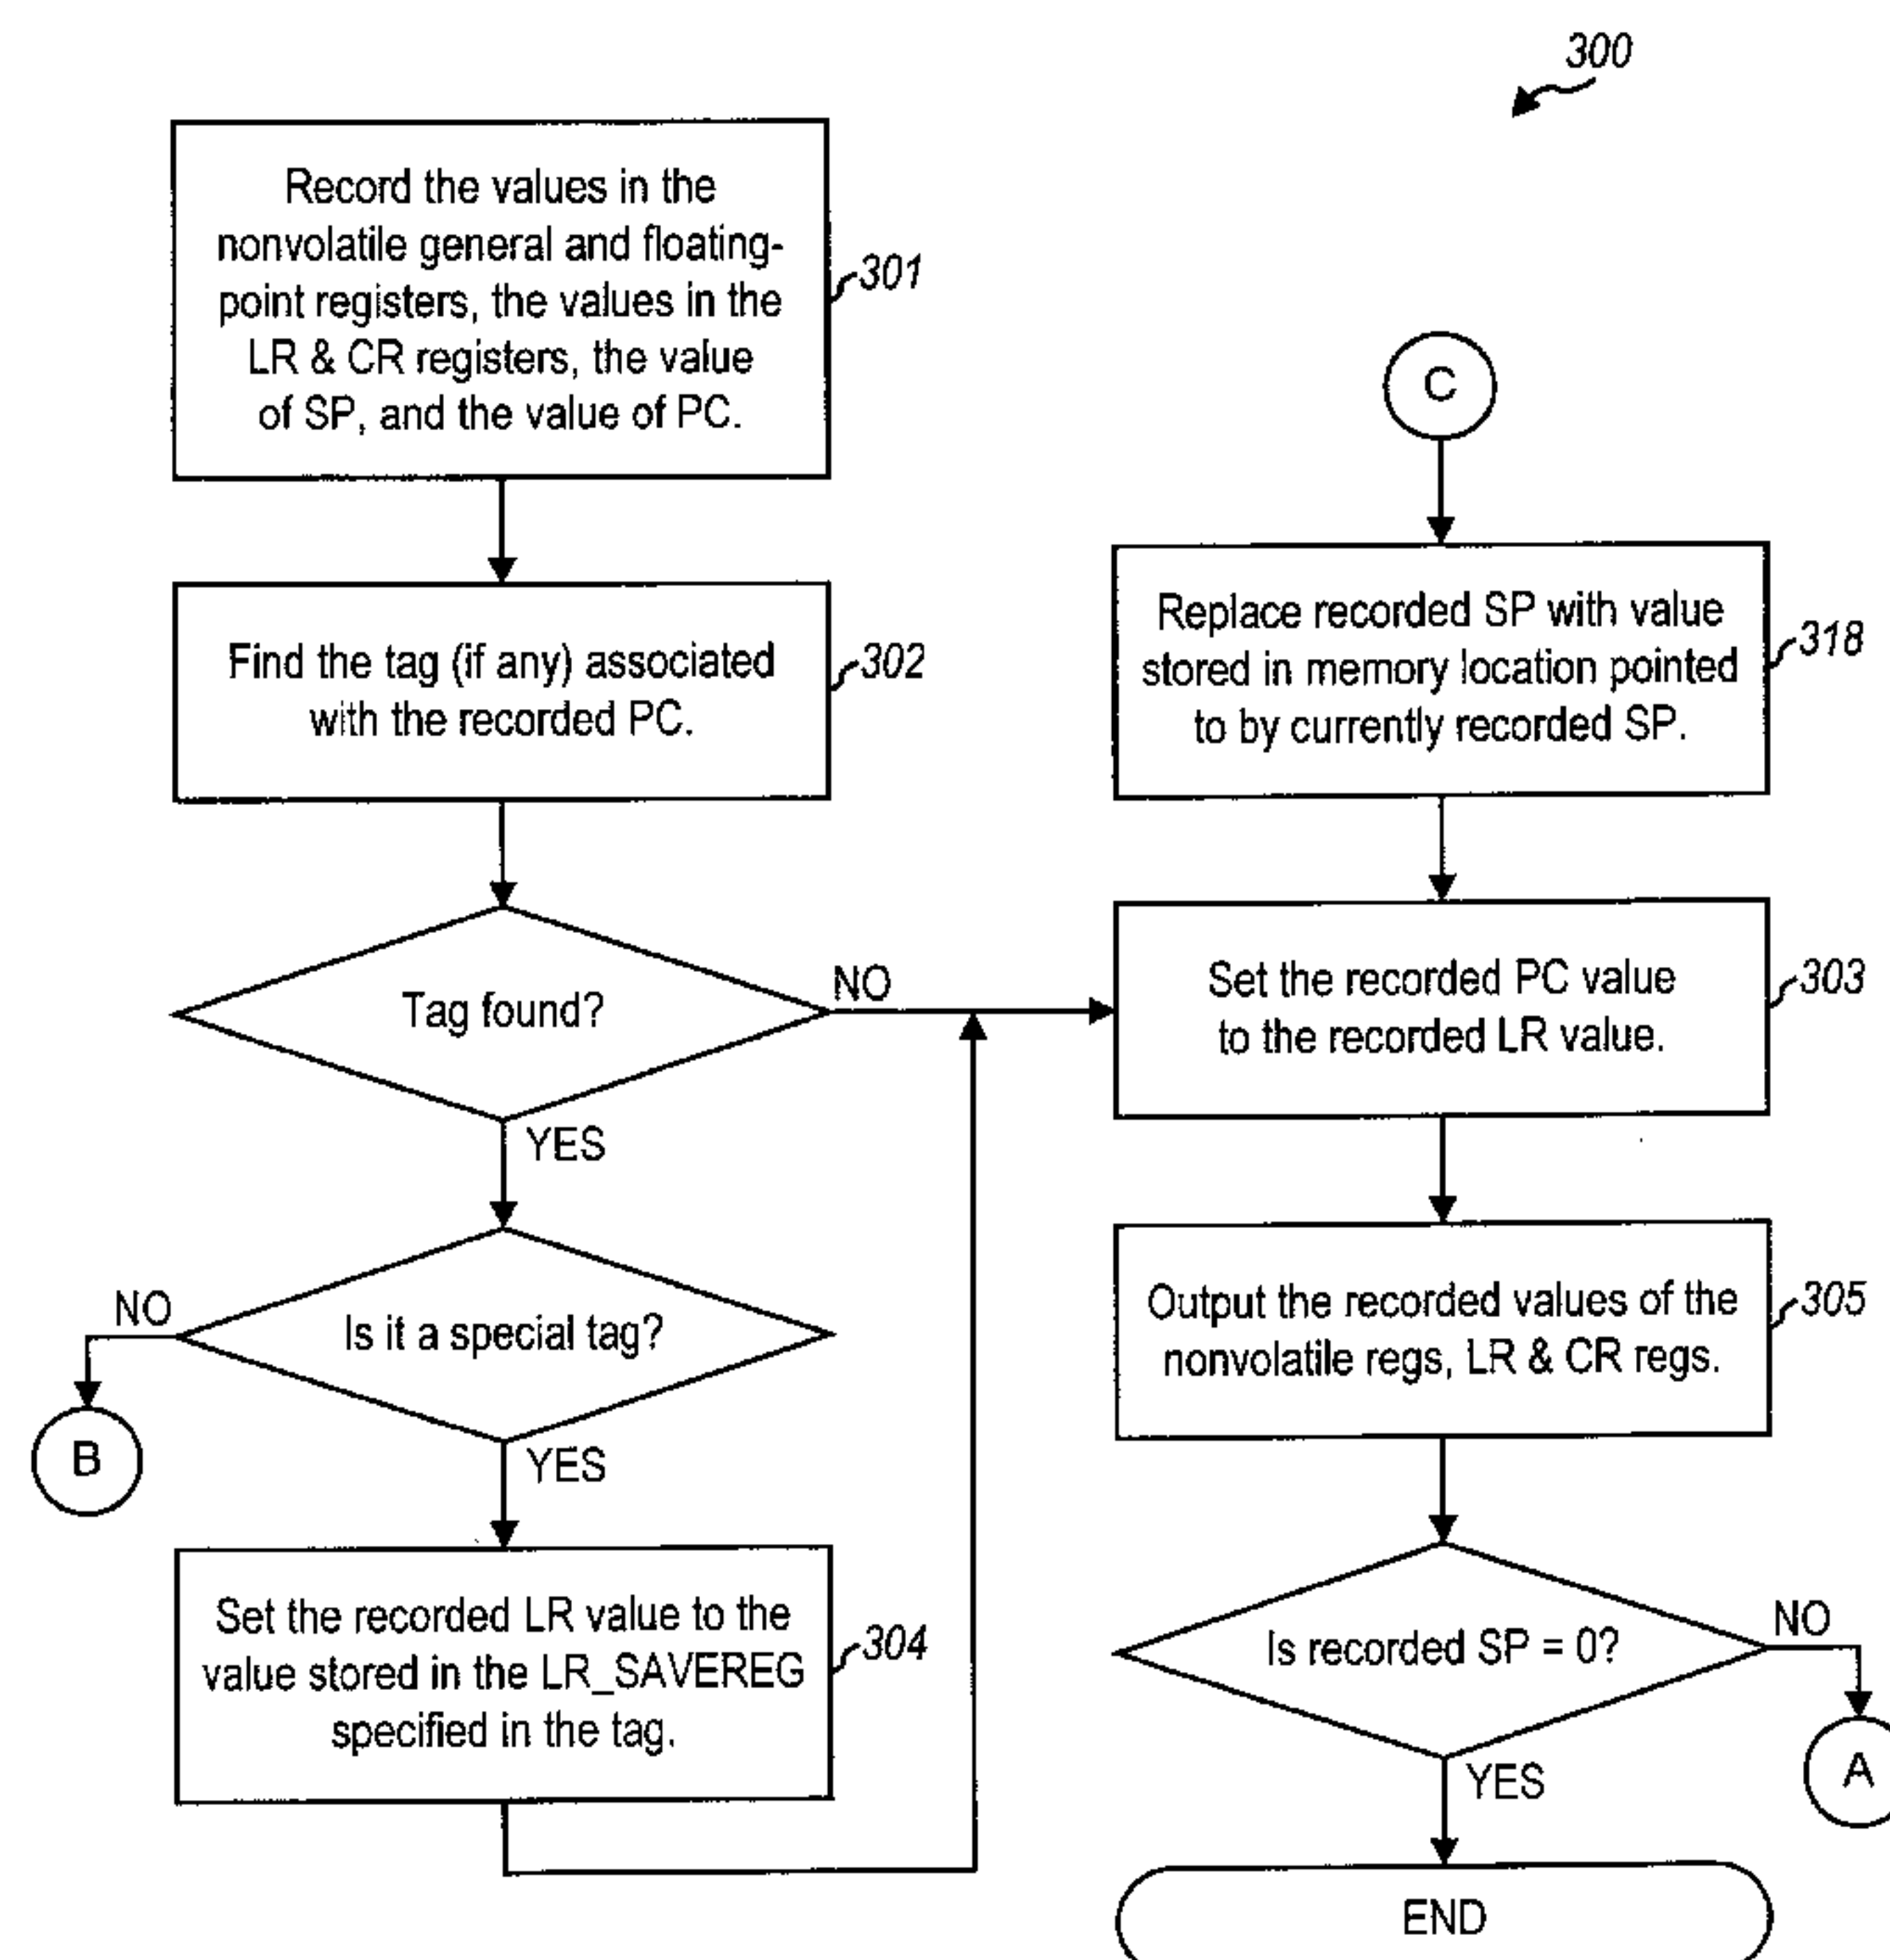 300
Record the values in the
nonvolatile general and floating-
point registers, the values in the
LR & CR registers, the value
of SP, and the value of PC.
301
Find the tag (if any) associated
with the recorded PC.
302
Tag found?
NO
YES
Is it a special tag?
NO
B
YES
Set the recorded LR value to the
value stored in the LR_SAVEREG
specified in the tag.
304
C
Replace recorded SP with value
stored in memory location pointed
to by currently recorded SP.
318
Set the recorded PC value
to the recorded LR value.
303
Output the recorded values of the
nonvolatile regs, LR & CR regs.
305
Is recorded SP = 0?
NO
A
YES
END